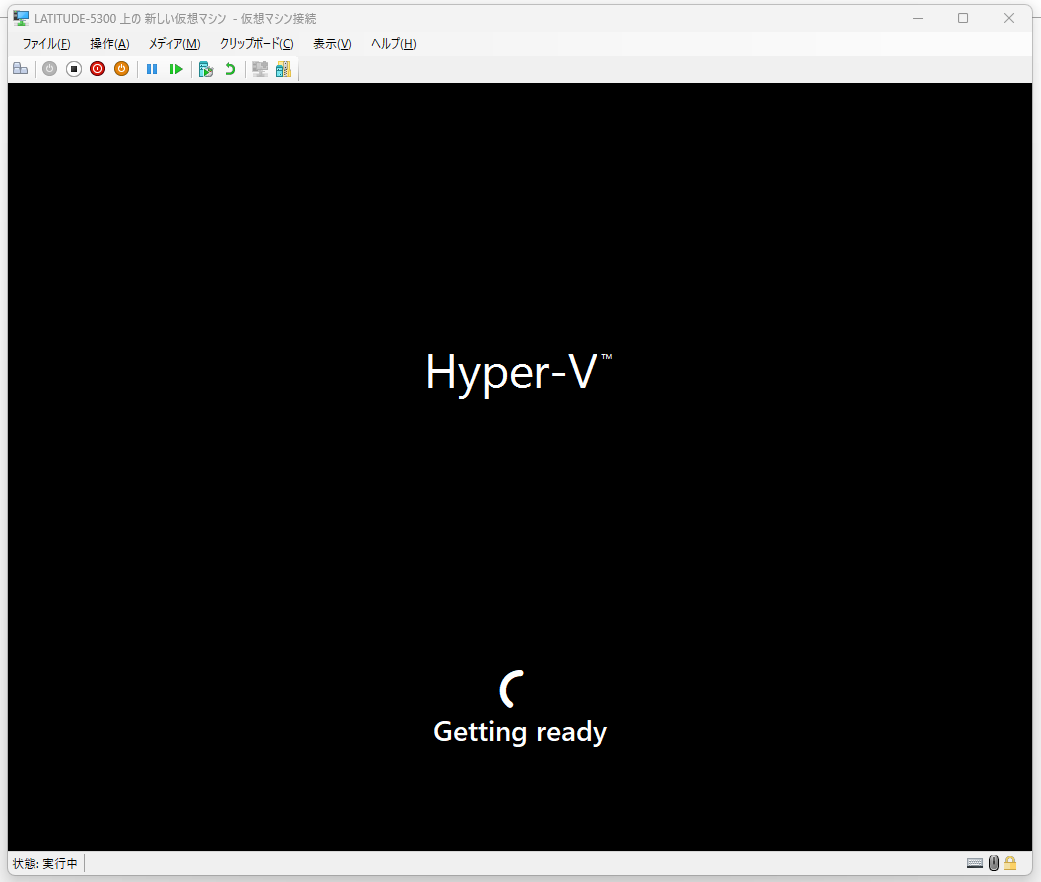 LATITUDE-5300 上の 新しい仮想マシン - 仮想マシン接続
ファイル(F) 操作(A) メディア(M) クリップボード(C) 表示(V) ヘルプ(H)
Hyper-V™
Getting ready
状態: 実行中